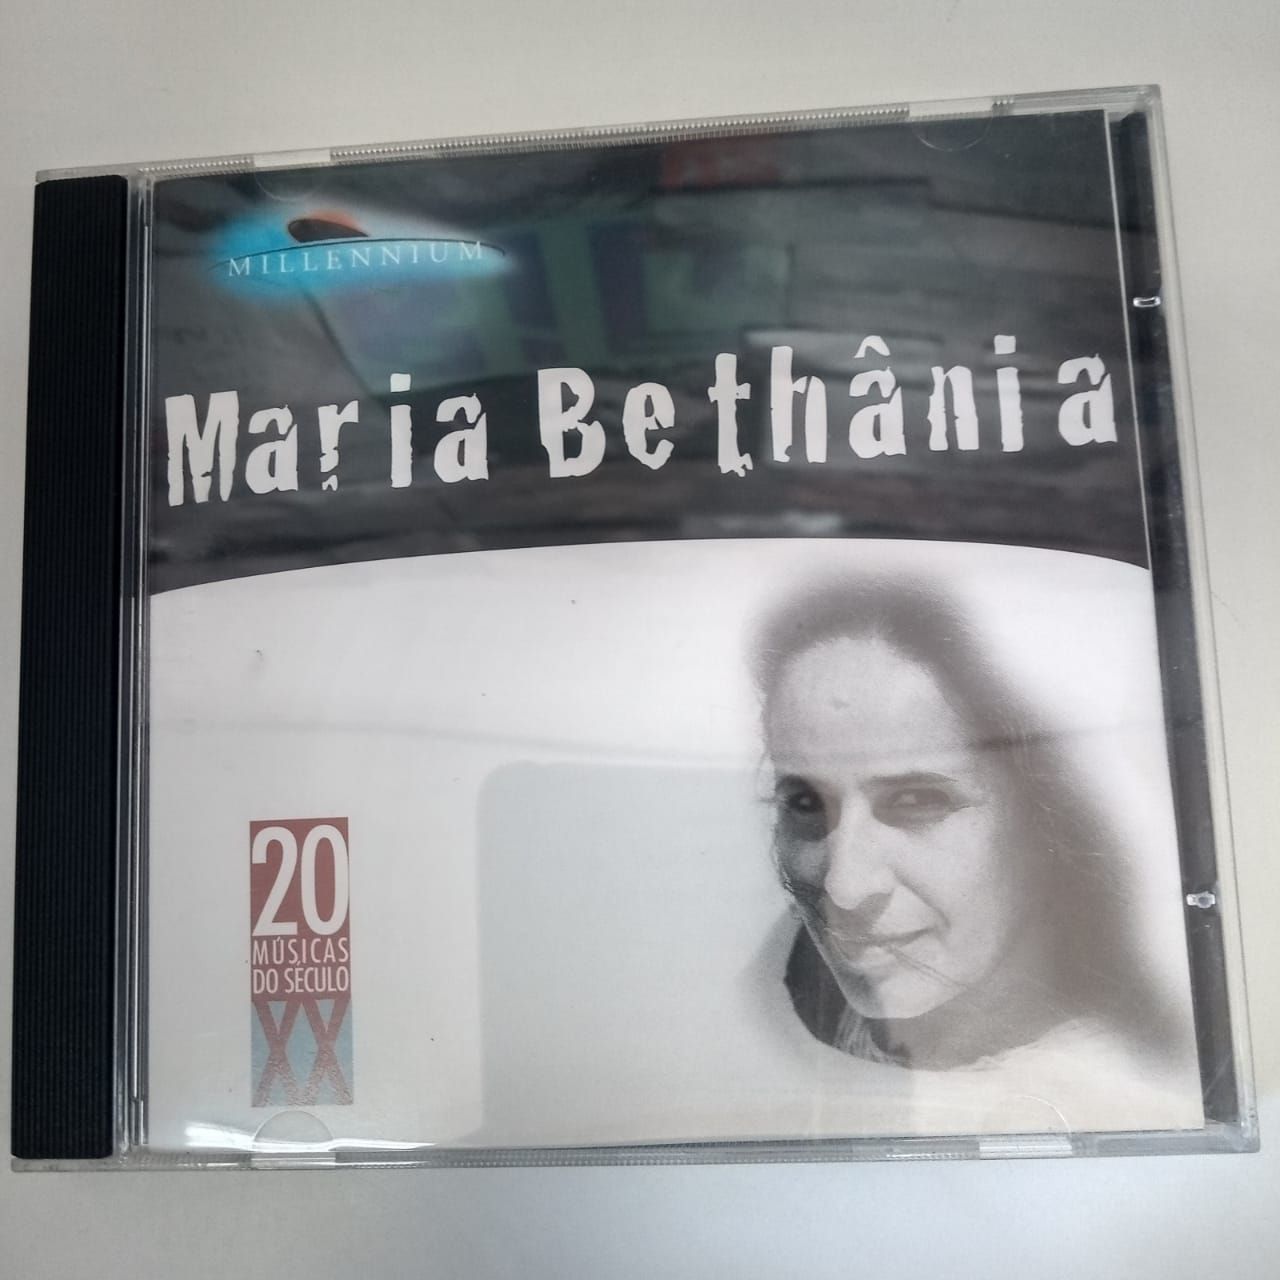 MILLENNIUM
Maria Bethânia
20
MÚSICAS
DO SÉCULO
XX